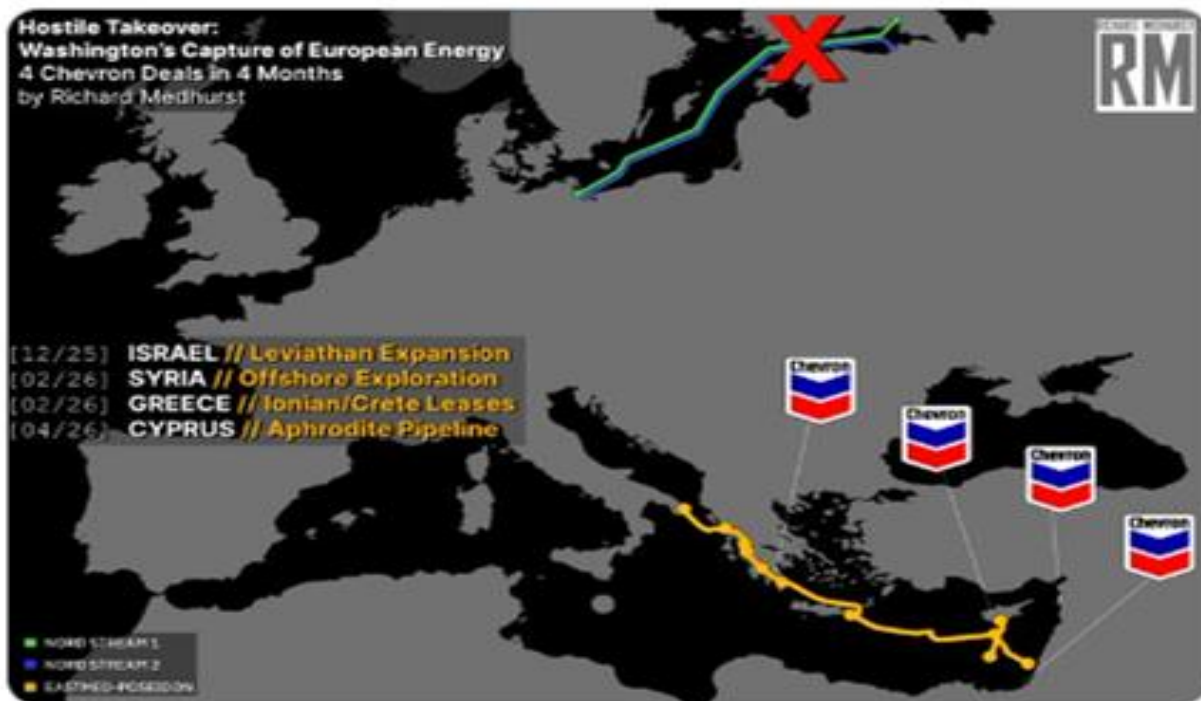 Hostile Takeover:
Washington's Capture of European Energy
4 Chevron Deals in 4 Months
by Richard Medhurst
RICHARD MEDHURST
RM
[12/25] ISRAEL // Leviathan Expansion
[02/26] SYRIA // Offshore Exploration
[02/26] GREECE // Ionian/Crete Leases
[04/26] CYPRUS // Aphrodite Pipeline
Chevron
Chevron
Chevron
Chevron
NORD STREAM 1
NORD STREAM 2
EASTMED-POSEIDON